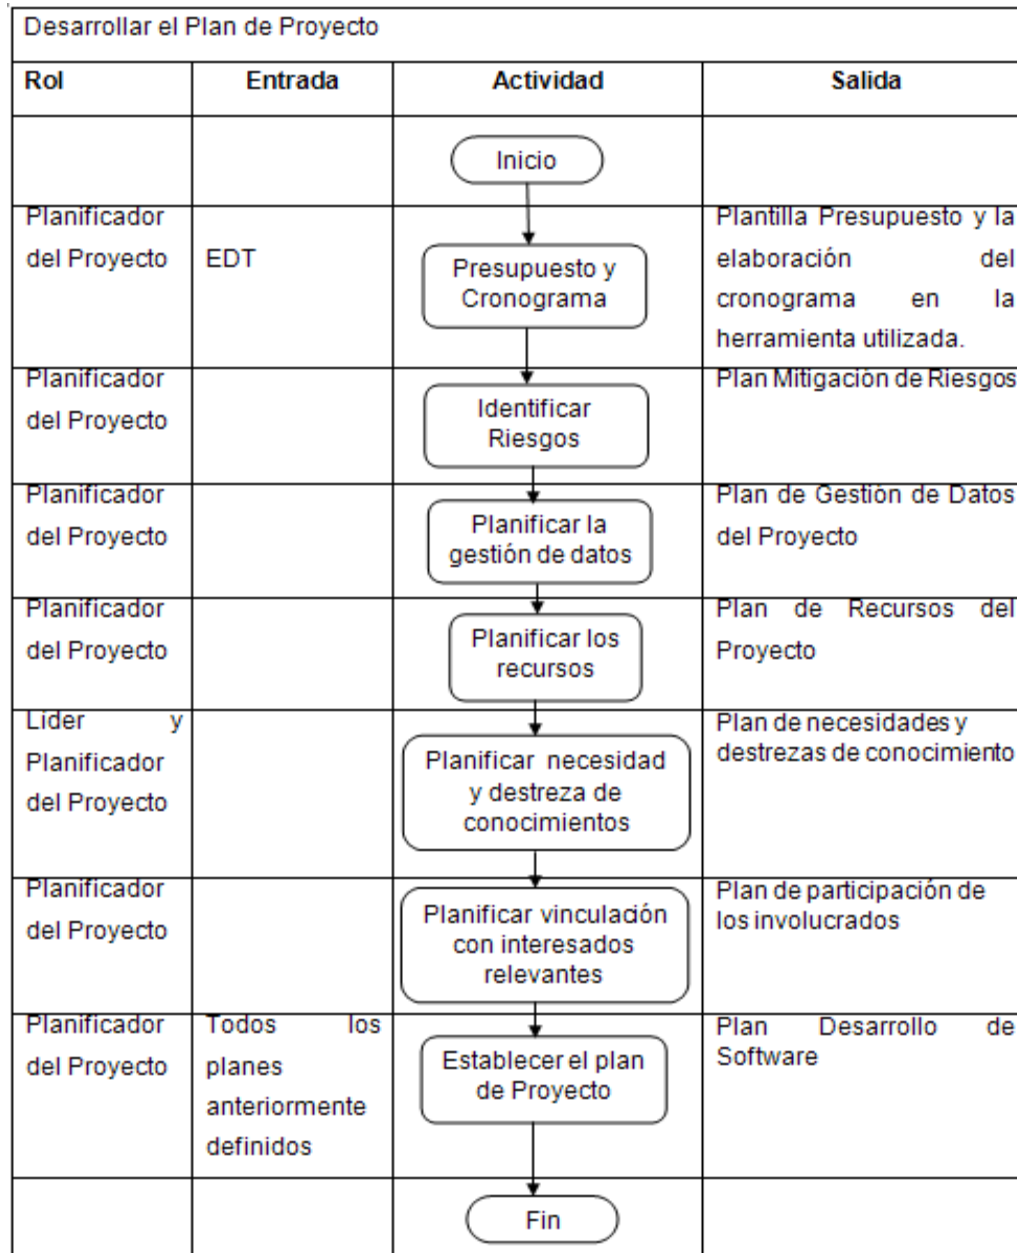 Desarrollar el Plan de Proyecto
Rol Entrada Actividad Salida
Inicio
Planificador
del Proyecto
EDT
Presupuesto y
Cronograma
Plantilla Presupuesto y la
elaboración del
cronograma en la
herramienta utilizada.
Planificador
del Proyecto
Identificar
Riesgos
Plan Mitigación de Riesgos
Planificador
del Proyecto
Planificar la
gestión de datos
Plan de Gestión de Datos
del Proyecto
Planificador
del Proyecto
Planificar los
recursos
Plan de Recursos del
Proyecto
Líder y
Planificador
del Proyecto
Planificar necesidad
y destreza de
conocimientos
Plan de necesidades y
destrezas de conocimiento
Planificador
del Proyecto
Planificar vinculación
con interesados
relevantes
Plan de participación de
los involucrados
Planificador
del Proyecto
Todos los
planes
anteriormente
definidos
Establecer el plan
de Proyecto
Plan Desarrollo de
Software
Fin